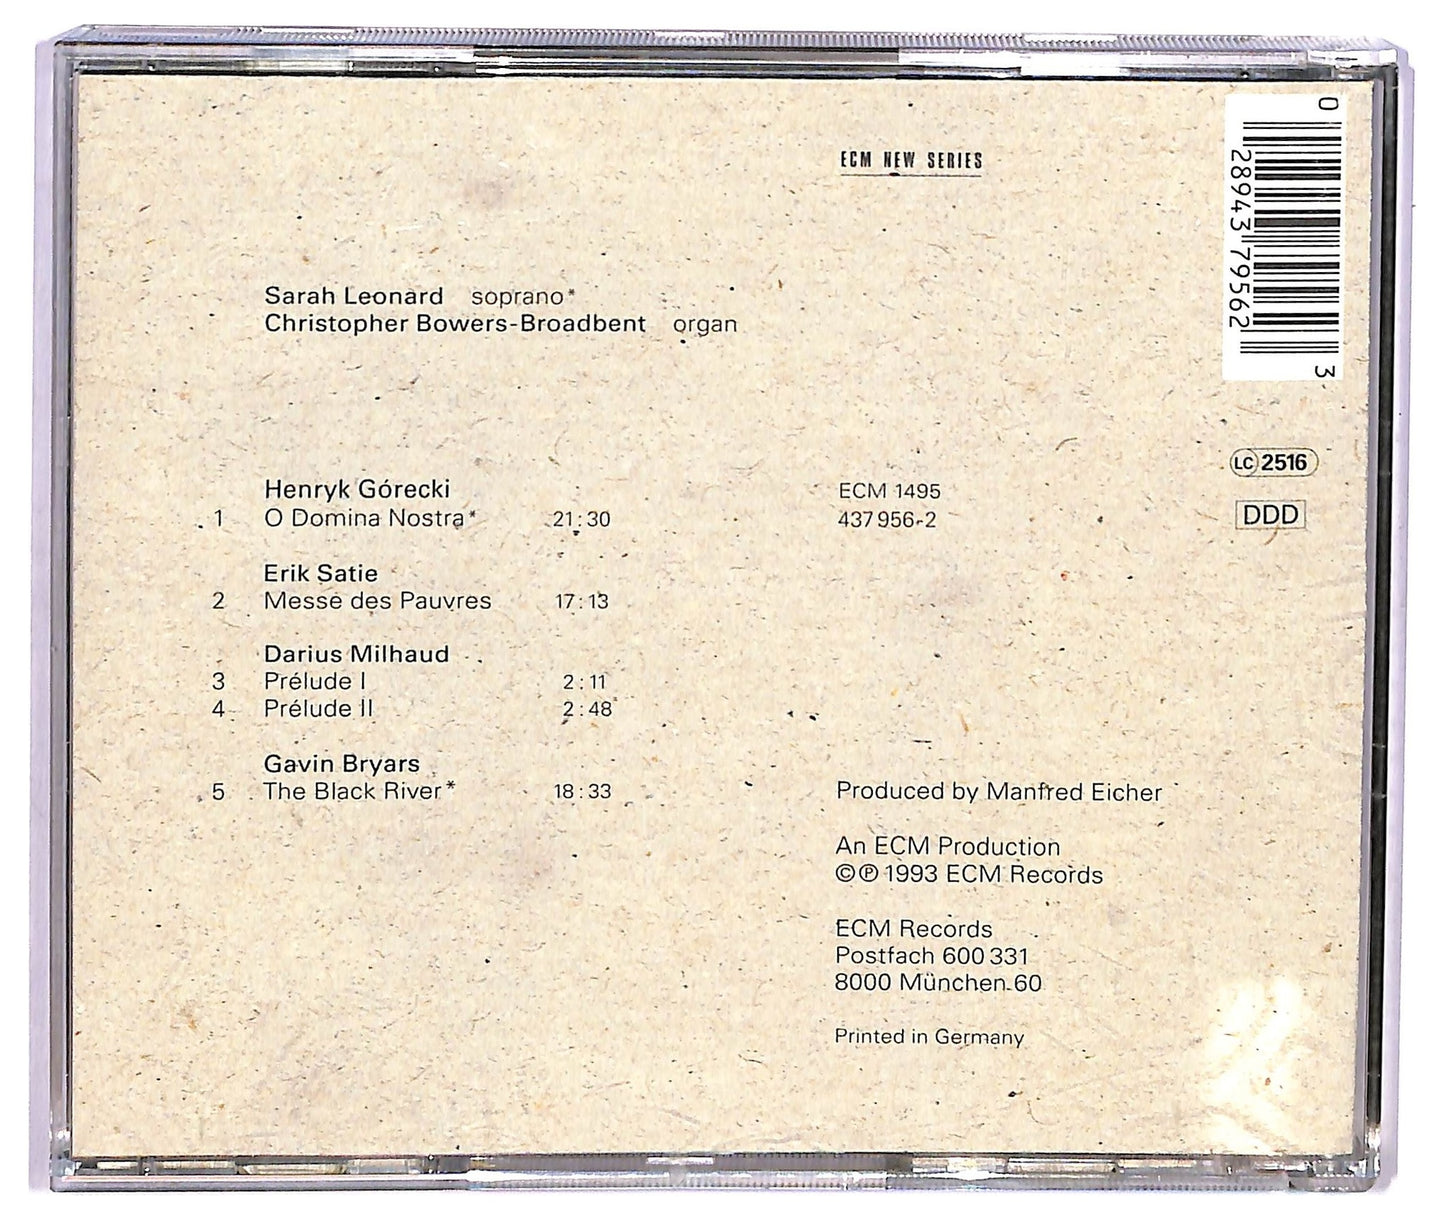 ECM NEW SERIES
0 28943 79562 3
Sarah Leonard soprano*
Christopher Bowers-Broadbent organ
Henryk Górecki
1 O Domina Nostra* 21:30
Erik Satie
2 Messe des Pauvres 17:13
Darius Milhaud
3 Prélude I 2:11
4 Prélude II 2:48
Gavin Bryars
5 The Black River* 18:33
ECM 1495
437 956-2
LC 2516
DDD
Produced by Manfred Eicher
An ECM Production
©℗ 1993 ECM Records
ECM Records
Postfach 600 331
8000 München 60
Printed in Germany